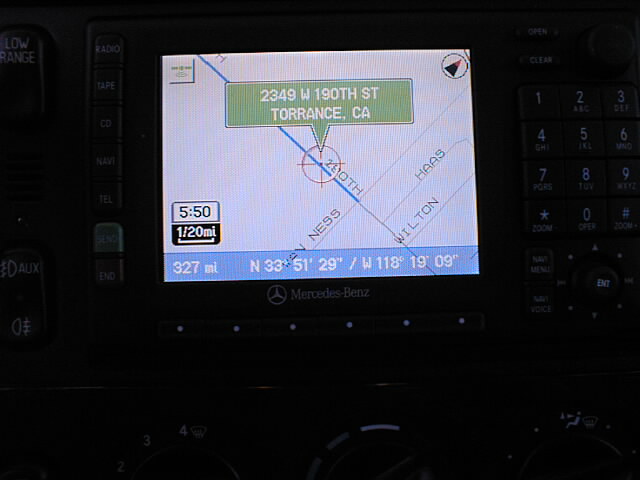 LOW
RANGE
RADIO
TAPE
CD
NAVI
TEL
SEND
END
AUX
2349 W 190TH ST
TORRANCE, CA
190TH
HAAS
VAN NESS
WILTON
5:50
1/20mi
327 mi
N 33° 51' 29" / W 118° 19' 09"
Mercedes-Benz
OPEN
CLEAR
1
2 ABC
3 DEF
4 GHI
5 JKL
6 MNO
7 PQRS
8 TUV
9 WXYZ
* ZOOM-
0 OPER
# ZOOM+
NAVI
MENU
ENT
NAVI
VOICE
2
3
4